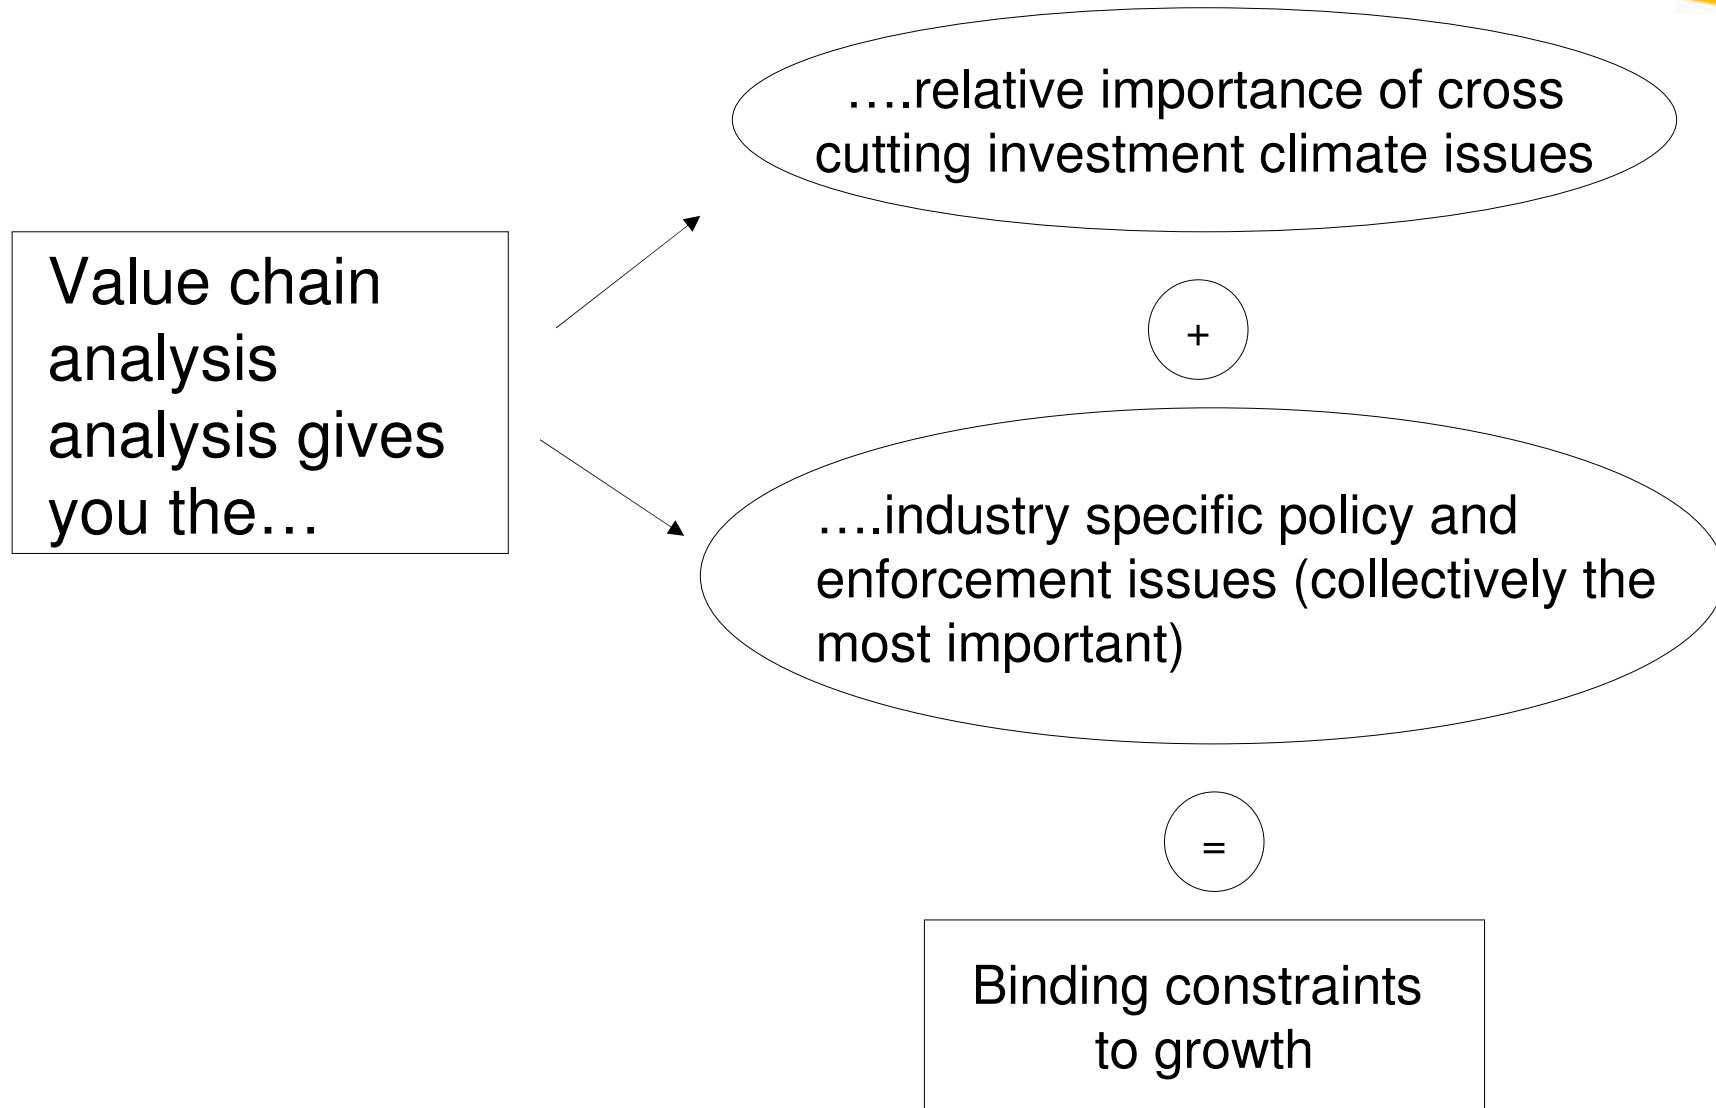 ….relative importance of cross
cutting investment climate issues
Value chain
analysis
analysis gives
you the…
+
….industry specific policy and
enforcement issues (collectively the
most important)
=
Binding constraints
to growth